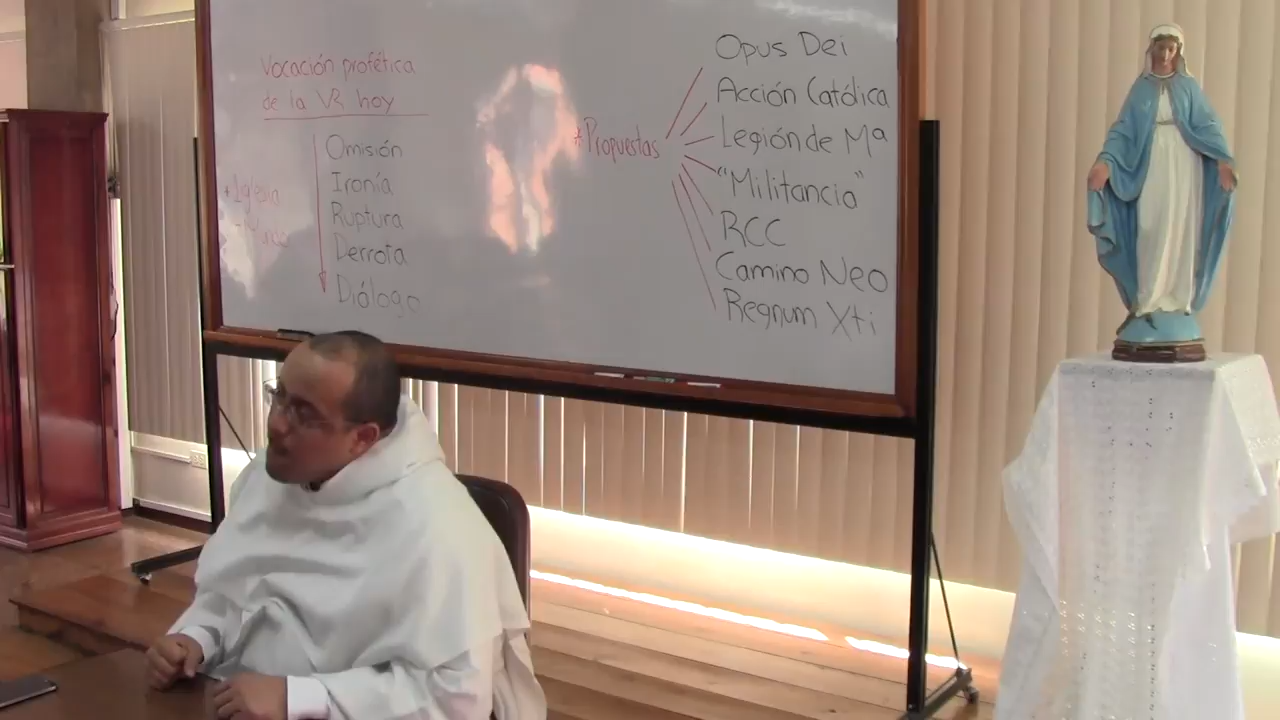 Vocación profética
de la VR hoy
Omisión
Ironía
Ruptura
Derrota
Diálogo
+ Iglesia
* Propuestas
Opus Dei
Acción Católica
Legión de Mª
"Militancia"
RCC
Camino Neo
Regnum Xti